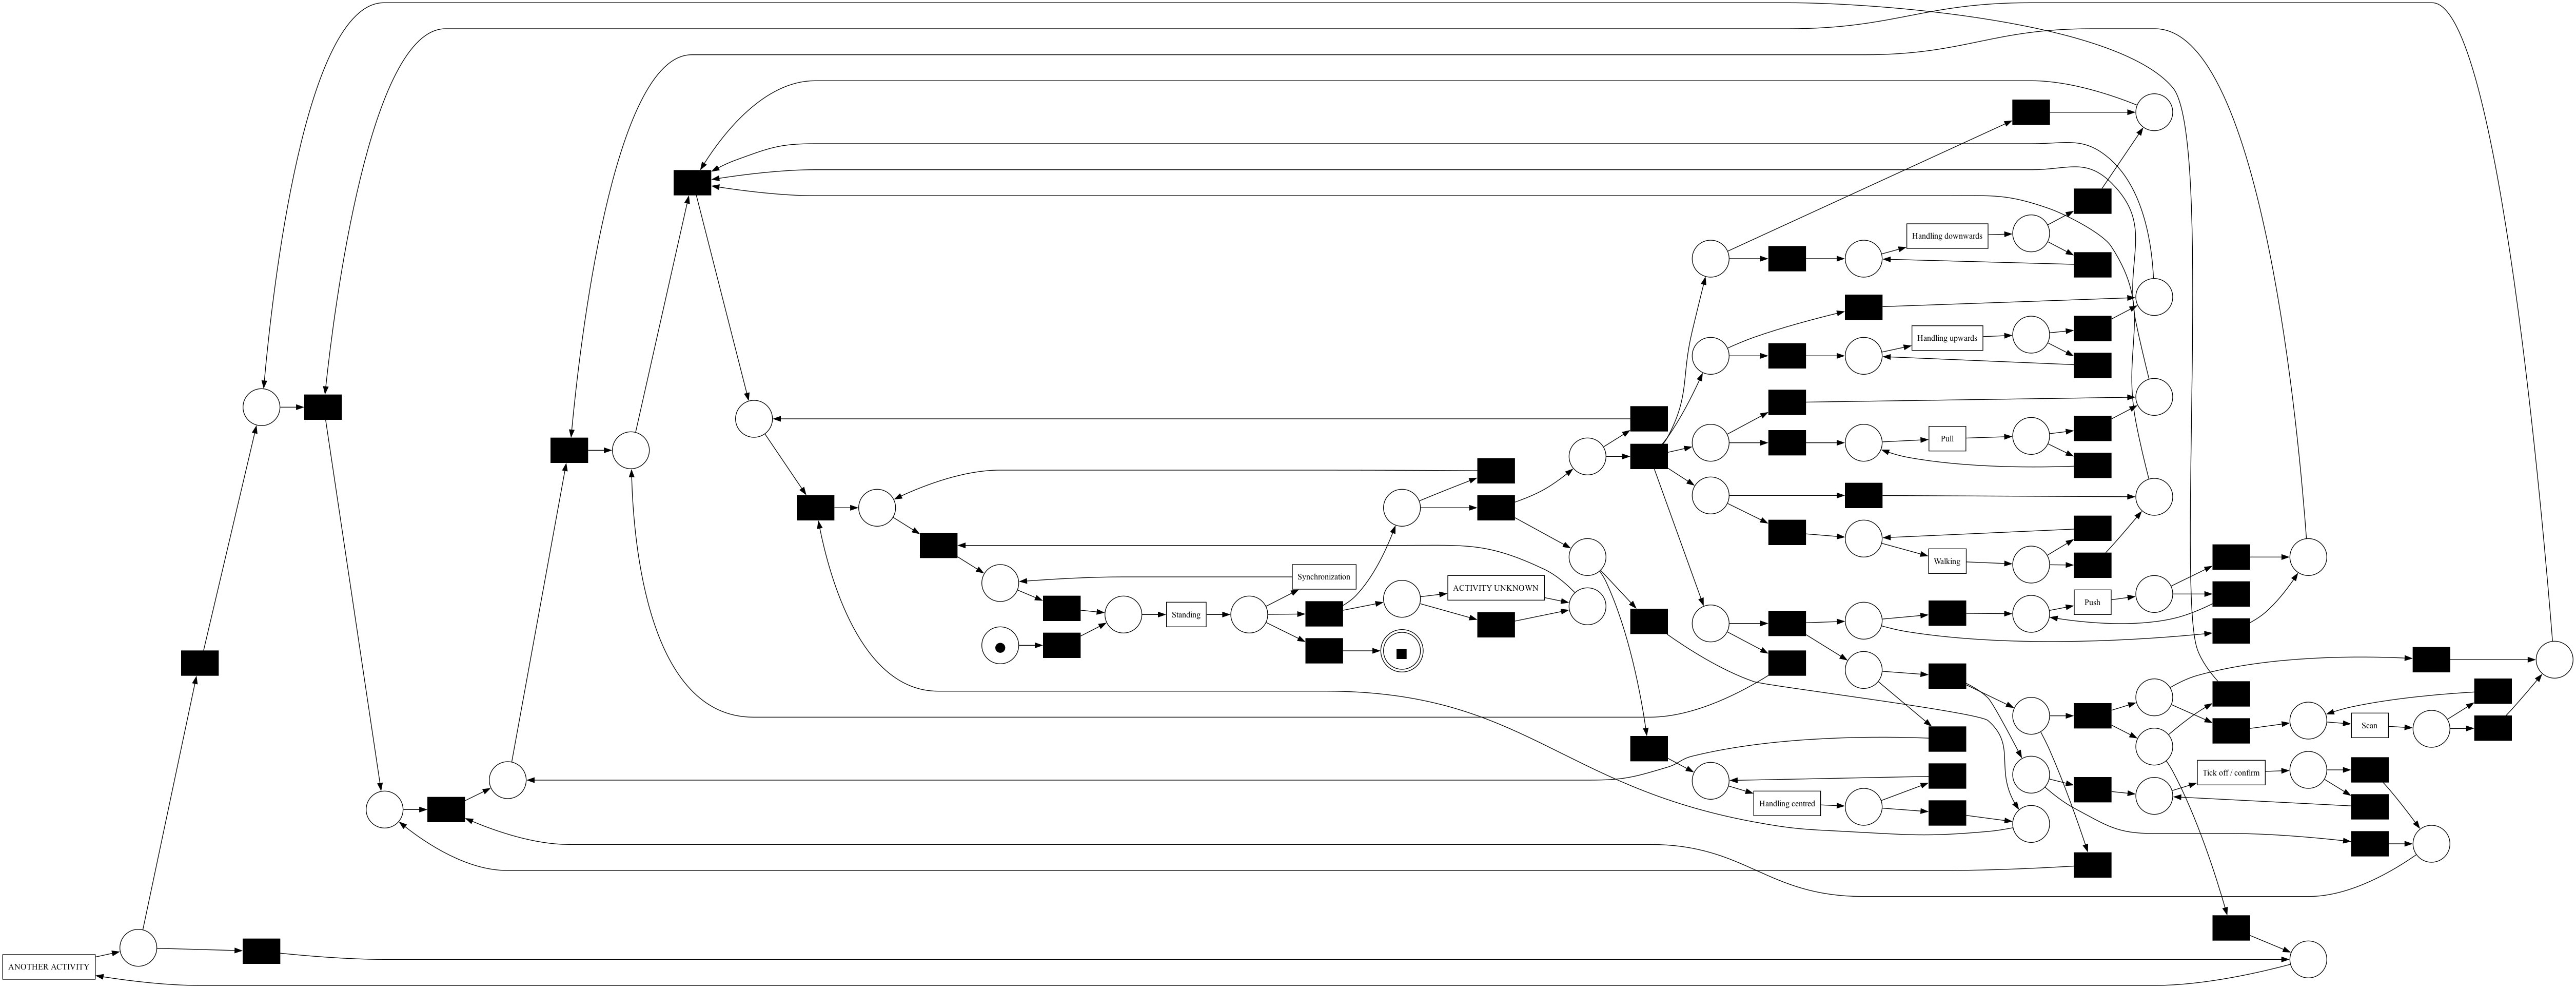 Handling downwards
Handling upwards
Pull
Walking
Synchronization
ACTIVITY UNKNOWN
Standing
Push
Scan
Tick off / confirm
Handling centred
ANOTHER ACTIVITY